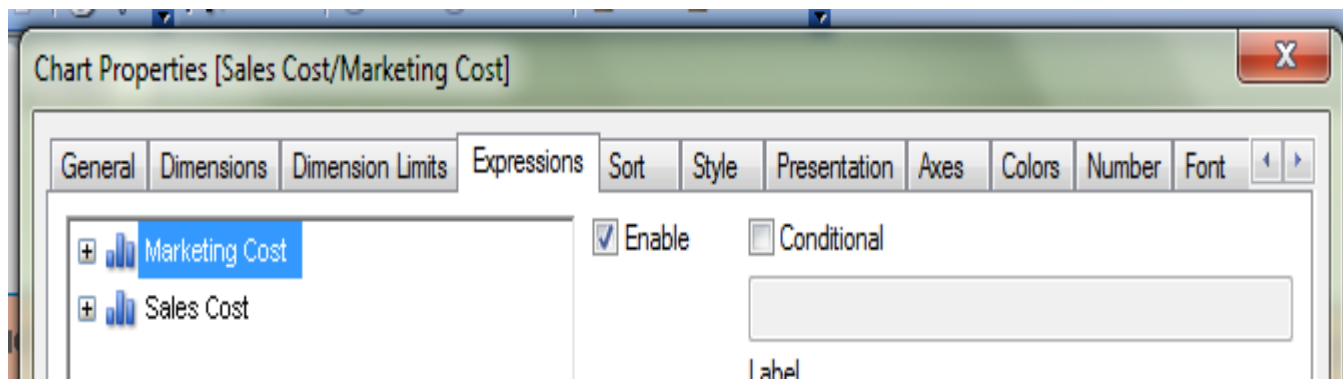 Chart Properties [Sales Cost/Marketing Cost]
General Dimensions Dimension Limits Expressions Sort Style Presentation Axes Colors Number Font
Marketing Cost Enable Conditional
Sales Cost
Label